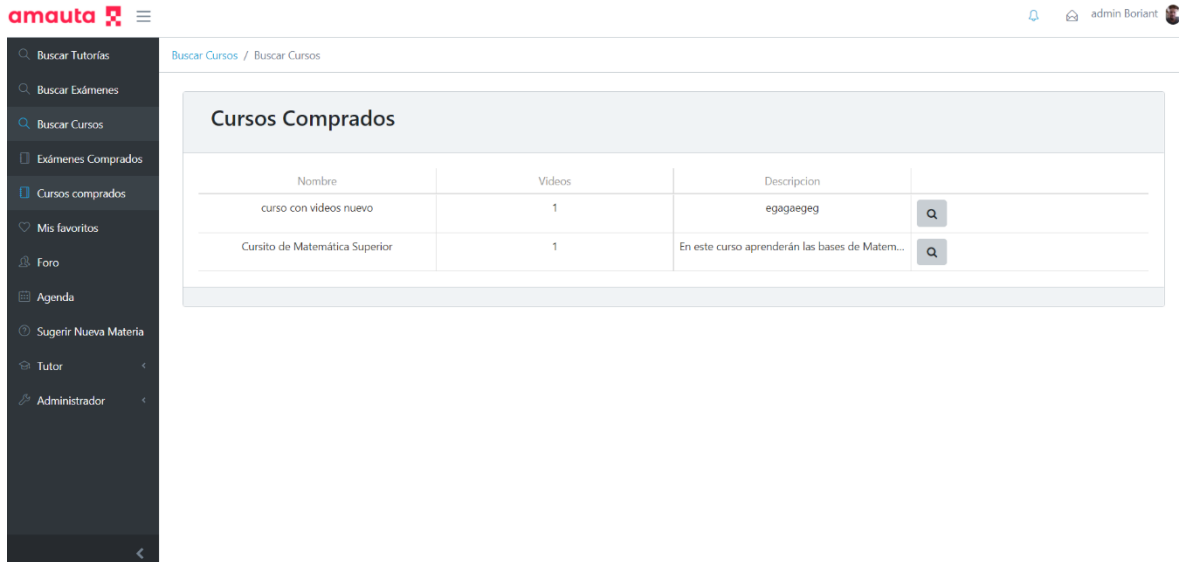 amauta
admin Boriant
Buscar Tutorías
Buscar Exámenes
Buscar Cursos
Exámenes Comprados
Cursos comprados
Mis favoritos
Foro
Agenda
Sugerir Nueva Materia
Tutor
Administrador
Buscar Cursos / Buscar Cursos
Cursos Comprados
Nombre Videos Descripcion
curso con videos nuevo 1 egagaegeg
Cursito de Matemática Superior 1 En este curso aprenderán las bases de Matem...